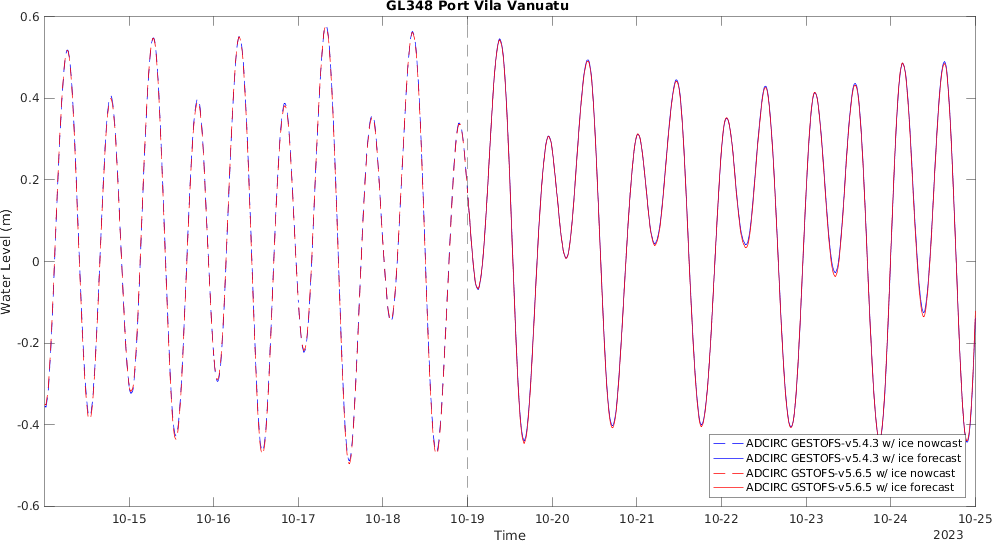 GL348 Port Vila Vanuatu
0.6
0.4
0.2
0
-0.2
-0.4
-0.6
Water Level (m)
ADCIRC GESTOFS-v5.4.3 w/ ice nowcast
ADCIRC GESTOFS-v5.4.3 w/ ice forecast
ADCIRC GSTOFS-v5.6.5 w/ ice nowcast
ADCIRC GSTOFS-v5.6.5 w/ ice forecast
10-15 10-16 10-17 10-18 10-19 10-20 10-21 10-22 10-23 10-24 10-25
Time
2023